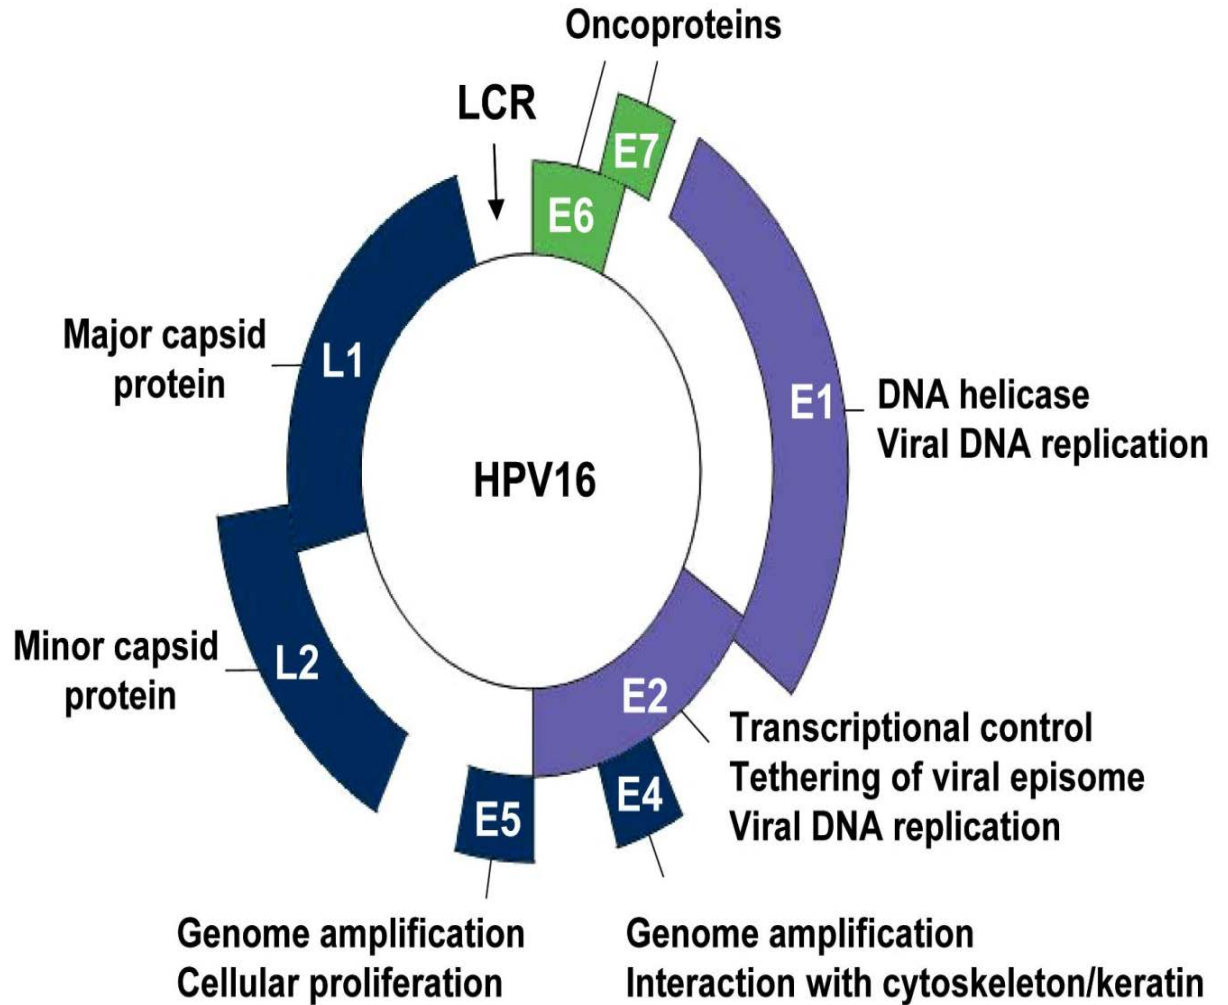 Oncoproteins
LCR
E7
E6
Major capsid
protein
L1
E1
DNA helicase
Viral DNA replication
HPV16
Minor capsid
protein
L2
E2
Transcriptional control
Tethering of viral episome
Viral DNA replication
E4
E5
Genome amplification
Cellular proliferation
Genome amplification
Interaction with cytoskeleton/keratin